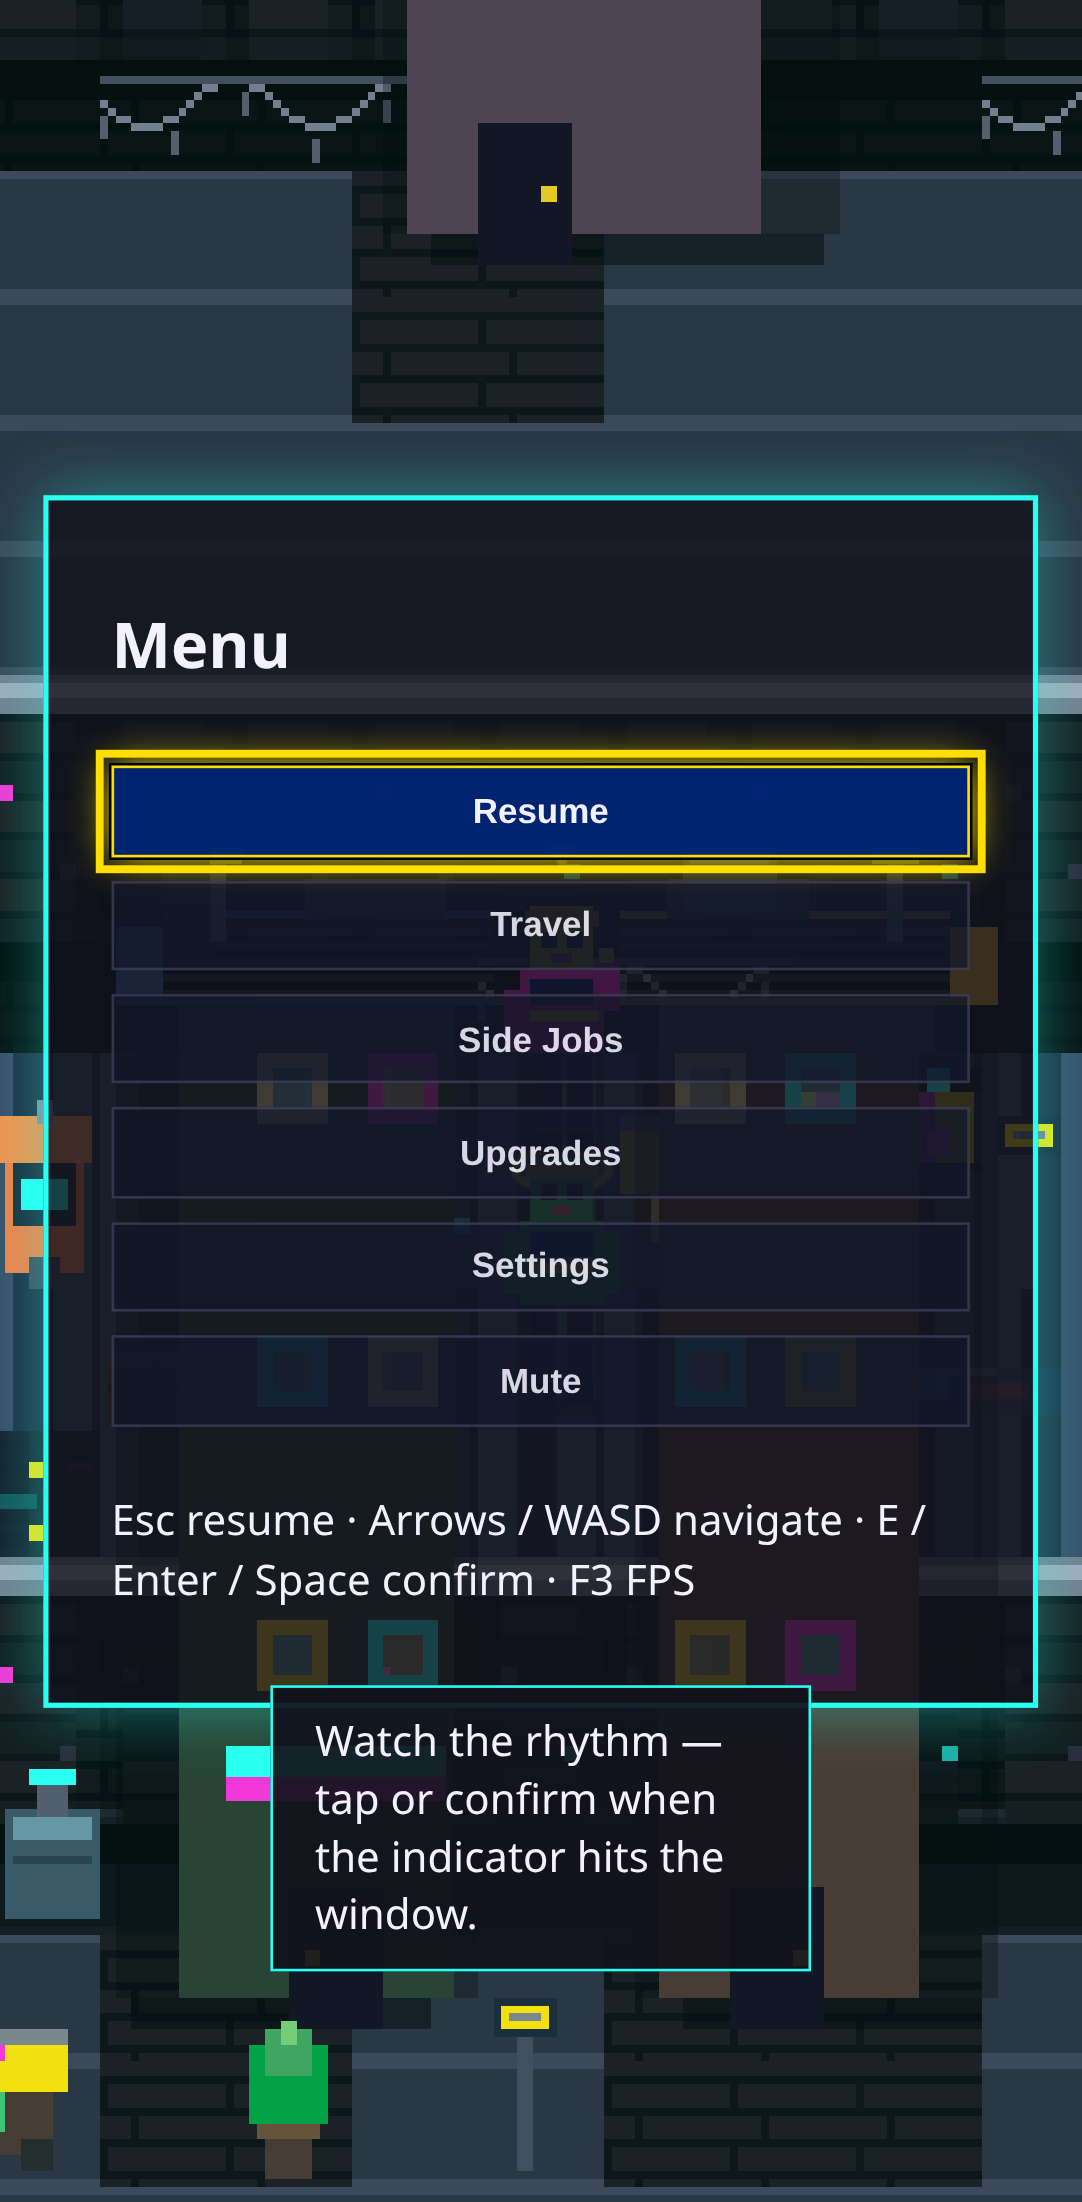 Menu
Resume
Travel
Side Jobs
Upgrades
Settings
Mute
Esc resume · Arrows / WASD navigate · E /
Enter / Space confirm · F3 FPS
Watch the rhythm —
tap or confirm when
the indicator hits the
window.